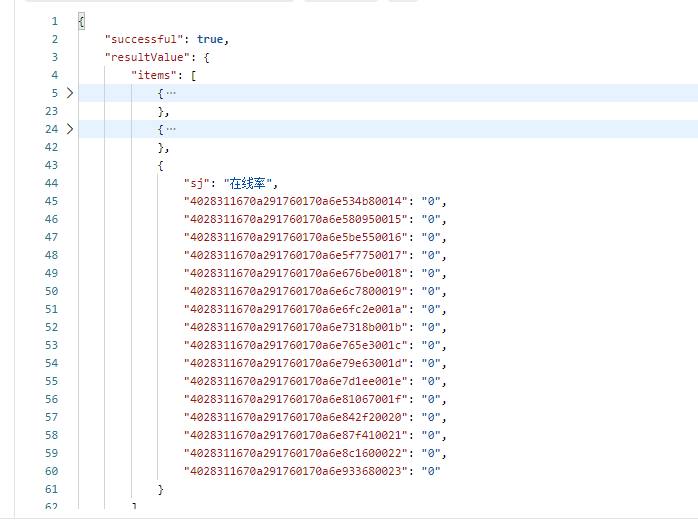 1 {
2 "successful": true,
3 "resultValue": {
4 "items": [
5 > {···
23 },
24 > {···
42 },
43 {
44 "sj": "在线率",
45 "4028311670a291760170a6e534b80014": "0",
46 "4028311670a291760170a6e580950015": "0",
47 "4028311670a291760170a6e5be550016": "0",
48 "4028311670a291760170a6e5f7750017": "0",
49 "4028311670a291760170a6e676be0018": "0",
50 "4028311670a291760170a6e6c7800019": "0",
51 "4028311670a291760170a6e6fc2e001a": "0",
52 "4028311670a291760170a6e7318b001b": "0",
53 "4028311670a291760170a6e765e3001c": "0",
54 "4028311670a291760170a6e79e63001d": "0",
55 "4028311670a291760170a6e7d1ee001e": "0",
56 "4028311670a291760170a6e81067001f": "0",
57 "4028311670a291760170a6e842f20020": "0",
58 "4028311670a291760170a6e87f410021": "0",
59 "4028311670a291760170a6e8c1600022": "0",
60 "4028311670a291760170a6e933680023": "0"
61 }
62 ]